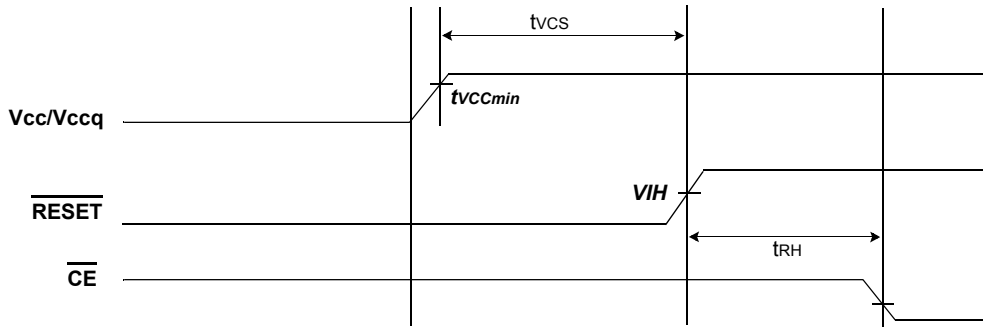 tVCS
tVCCmin
Vcc/Vccq
VIH
RESET
tRH
CE